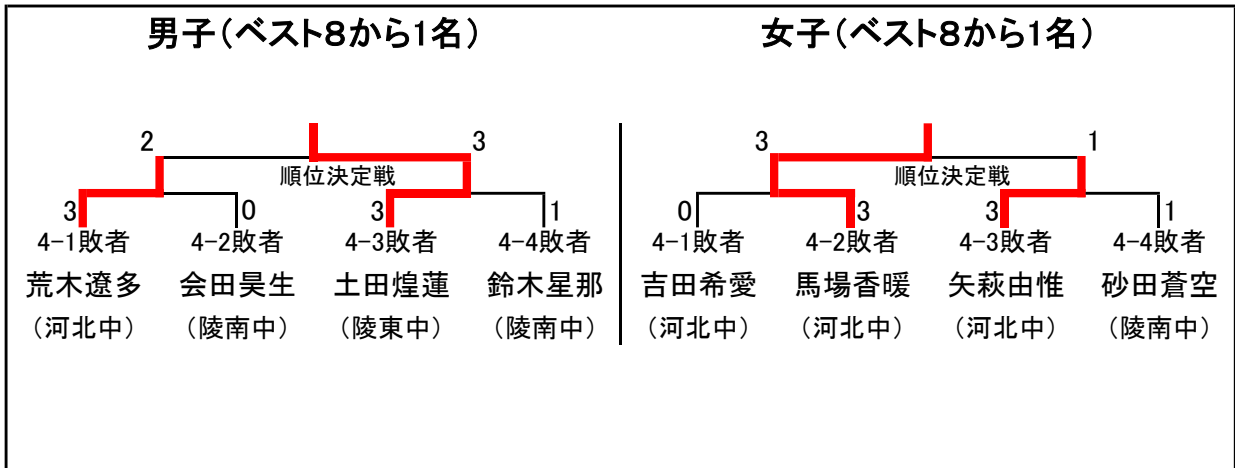 男子（ベスト８から１名）
2 3
順位決定戦
3 0 3 1
4-1敗者 4-2敗者 4-3敗者 4-4敗者
荒木遼多 会田昊生 土田煌蓮 鈴木星那
（河北中） （陵南中） （陵東中） （陵南中）
女子（ベスト８から１名）
3 1
順位決定戦
0 3 3 1
4-1敗者 4-2敗者 4-3敗者 4-4敗者
吉田希愛 馬場香暖 矢萩由惟 砂田蒼空
（河北中） （河北中） （河北中） （陵南中）